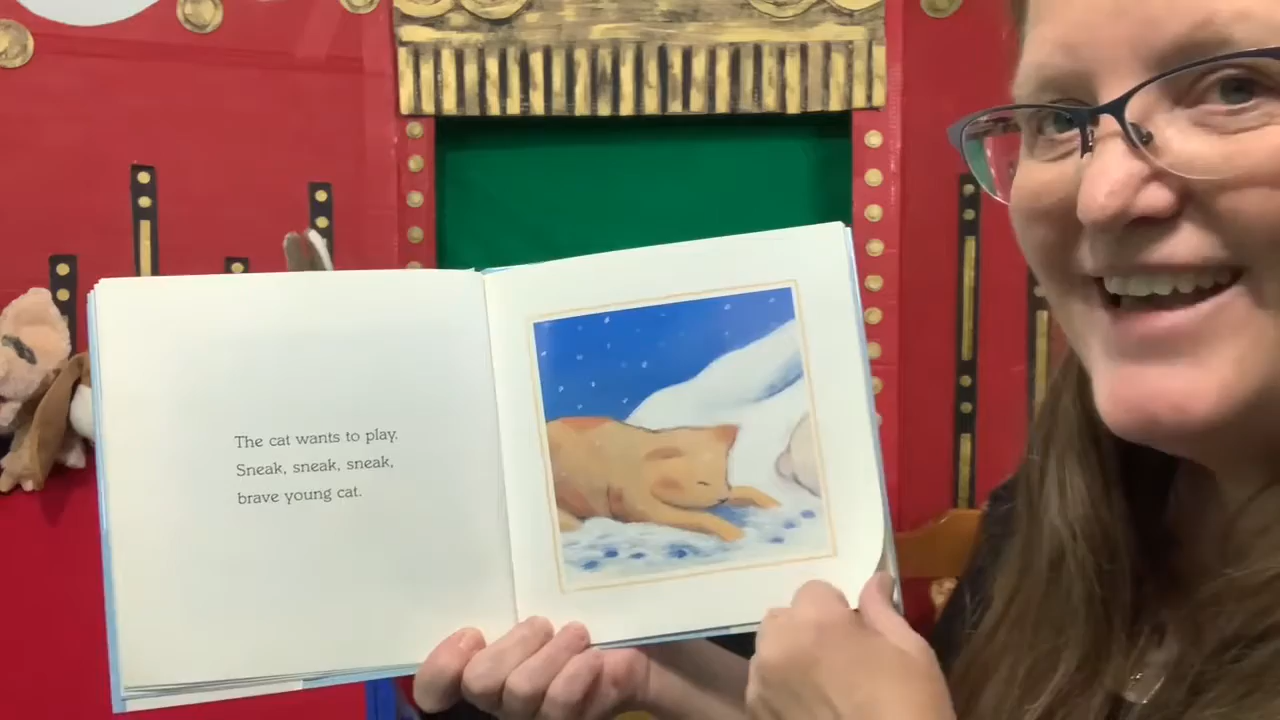 The cat wants to play.
Sneak, sneak, sneak,
brave young cat.